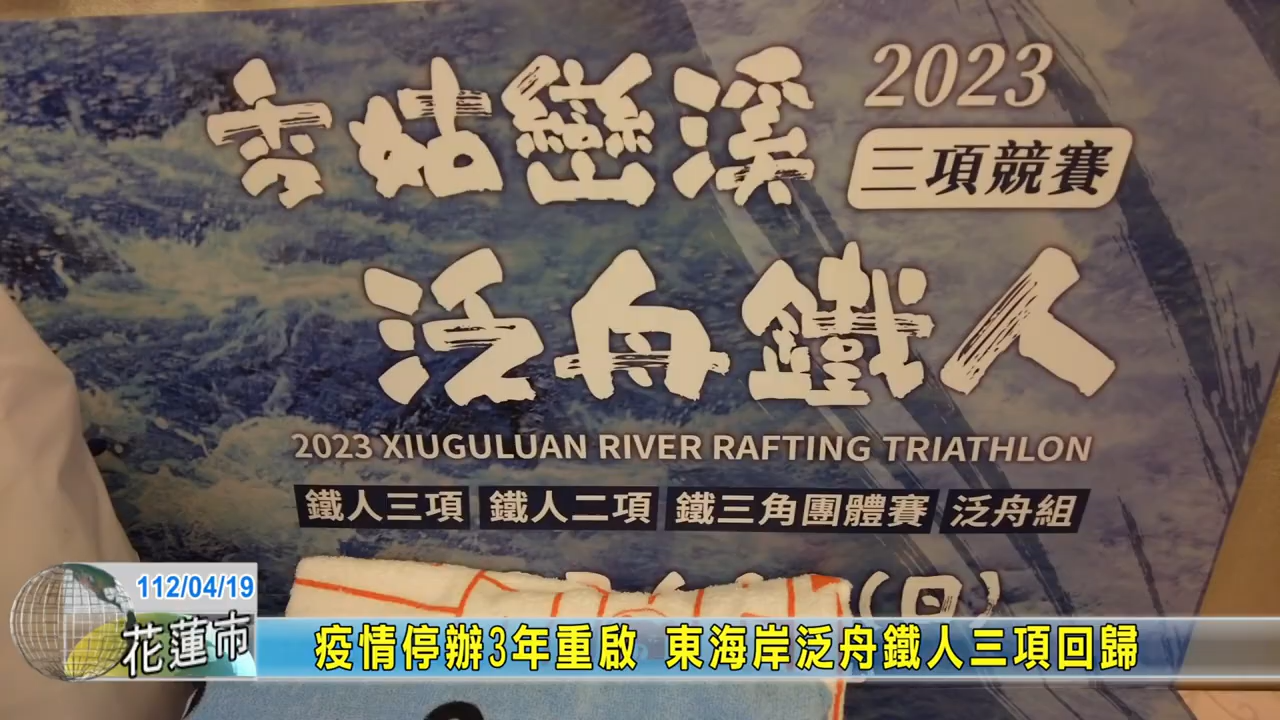 2023
秀姑巒溪
三項競賽
泛舟鐵人
2023 XIUGULUAN RIVER RAFTING TRIATHLON
鐵人三項 鐵人二項 鐵三角團體賽 泛舟組
(日)
112/04/19
花蓮市
疫情停辦3年重啟 東海岸泛舟鐵人三項回歸